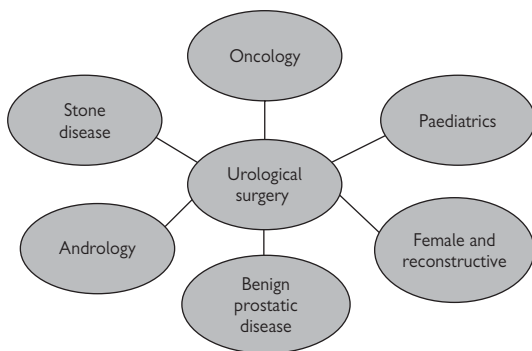 Oncology
Stone
disease
Paediatrics
Urological
surgery
Andrology
Female and
reconstructive
Benign
prostatic
disease